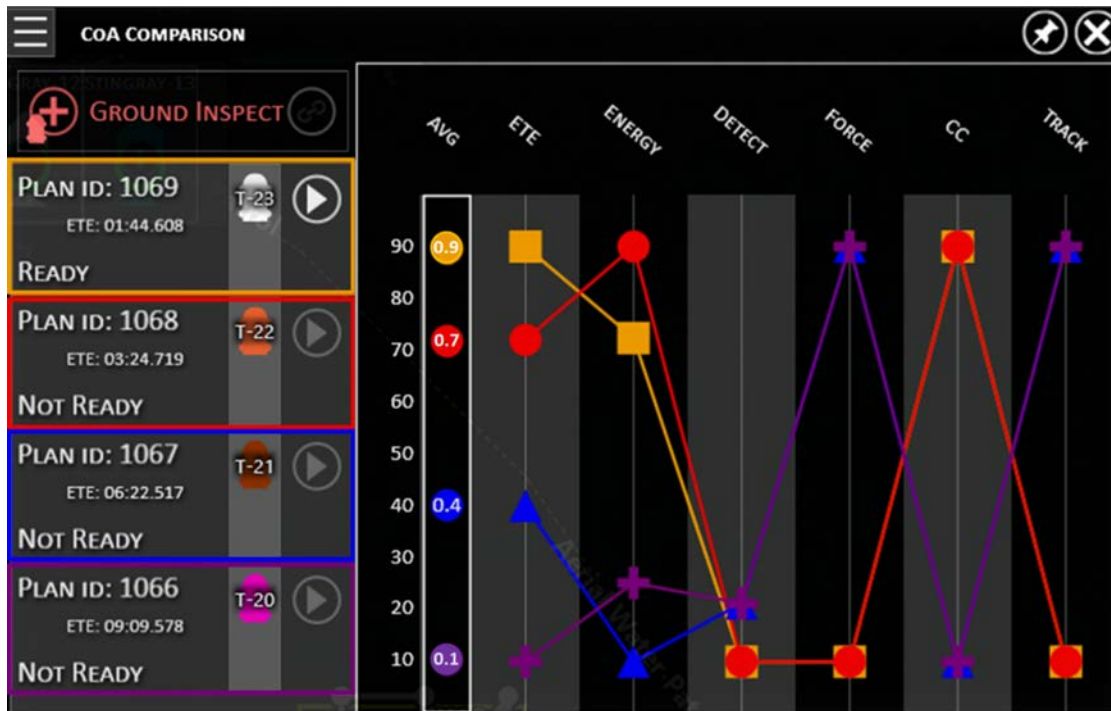 COA COMPARISON
STINGRAY-13
GROUND INSPECT
PLAN ID: 1069
T-23
ETE: 01:44.608
READY
PLAN ID: 1068
T-22
ETE: 03:24.719
NOT READY
PLAN ID: 1067
T-21
ETE: 06:22.517
NOT READY
PLAN ID: 1066
T-20
ETE: 09:09.578
NOT READY
AVG ETE ENERGY DETECT FORCE CC TRACK
90 0.9
80
70 0.7
60
50
40 0.4
30
20
10 0.1